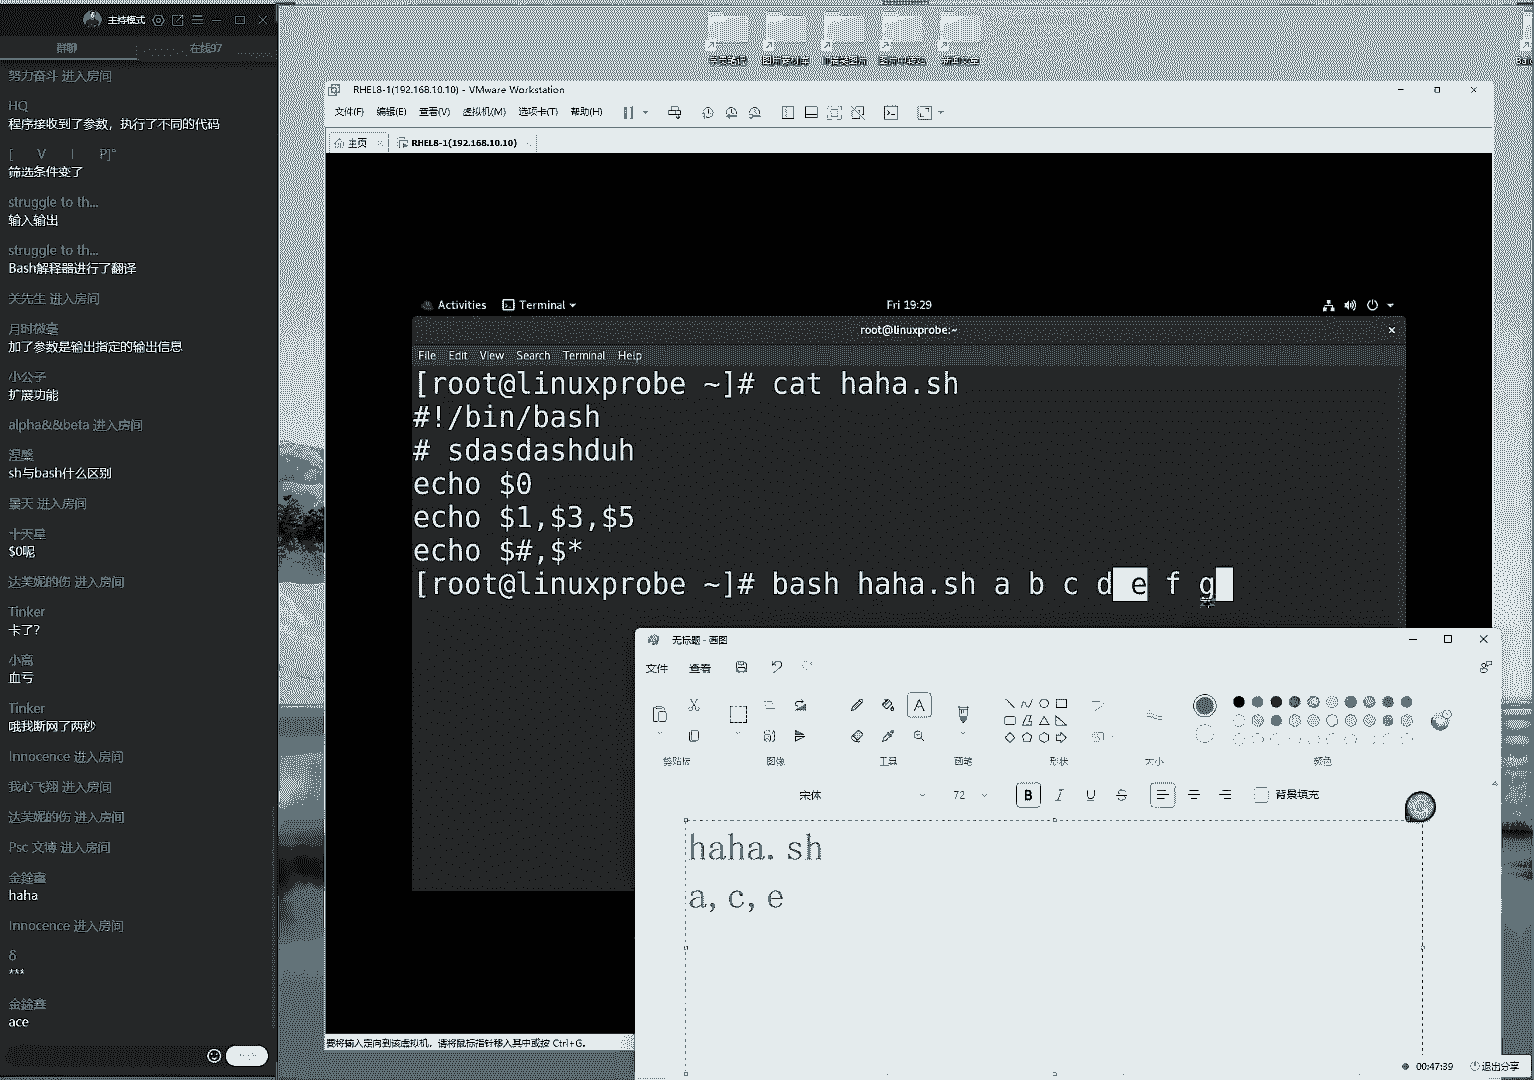 主持模式
群聊
在线97
努力奋斗 进入房间
HQ
程序接收到了参数，执行了不同的代码
[ V I P]°
筛选条件变了
struggle to th...
输入输出
struggle to th...
Bash解释器进行了翻译
关先生 进入房间
月时微毫
加了参数是输出指定的输出信息
小公子
扩展功能
alpha&&beta 进入房间
涅槃
sh与bash什么区别
昊天 进入房间
十天星
$0呢
达芙妮的伤 进入房间
Tinker
卡了?
小离
血亏
Tinker
哦我断网了两秒
Innocence 进入房间
我心飞翔 进入房间
达芙妮的伤 进入房间
Psc 文博 进入房间
haha
Innocence 进入房间
δ
***
ace
RHEL8-1(192.168.10.10) - VMware Workstation
文件(F) 编辑(E) 查看(V) 虚拟机(M) 选项卡(T) 帮助(H)
主页 RHEL8-1(192.168.10.10)
Activities Terminal Fri 19:29
root@linuxprobe:~
File Edit View Search Terminal Help
[root@linuxprobe ~]# cat haha.sh
#!/bin/bash
# sdasdashduh
echo $0
echo $1,$3,$5
echo $#,$*
[root@linuxprobe ~]# bash haha.sh a b c d e f g
无标题 - 画图
文件 查看
剪贴板 图像 工具 画笔 形状 大小 颜色
宋体 72 B I U S 背景填充
haha.sh
a,c,e
要将输入定向到该虚拟机，请将鼠标指针移入其中或按 Ctrl+G。
00:47:39 退出分享